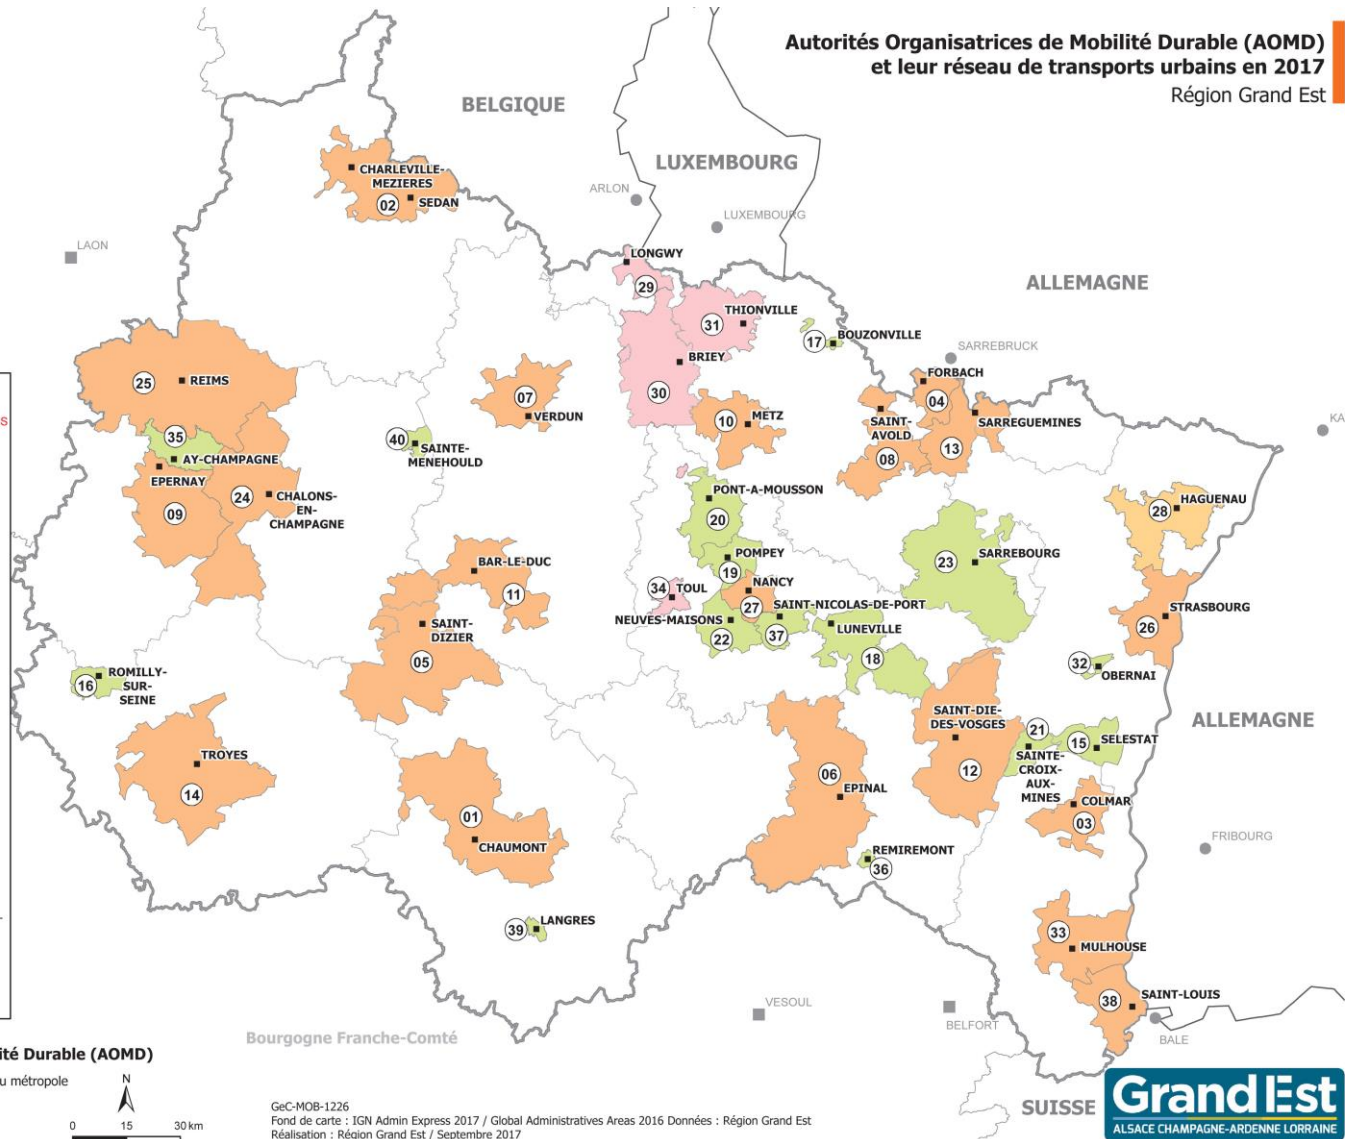 Autorités Organisatrices de Mobilité Durable (AOMD)
et leur réseau de transports urbains en 2017
Région Grand Est
BELGIQUE
LUXEMBOURG
ARLON
LUXEMBOURG
LAON
ALLEMAGNE
CHARLEVILLE-
MEZIERES
02
SEDAN
LONGWY
29
THIONVILLE
31
BRIEY
30
17
BOUZONVILLE
SARREBRUCK
FORBACH
04
SARREGUEMINES
13
SAINT-
AVOLD
08
KA
S
25
REIMS
07
VERDUN
10
METZ
35
AY-CHAMPAGNE
EPERNAY
09
24
CHALONS-
EN-
CHAMPAGNE
40
SAINTE-
MENEHOULD
PONT-A-MOUSSON
20
POMPEY
19
NANCY
27
34
TOUL
SAINT-NICOLAS-DE-PORT
37
NEUVES-MAISONS
22
LUNEVILLE
18
23
SARREBOURG
28
HAGUENAU
STRASBOURG
26
BAR-LE-DUC
11
SAINT-
DIZIER
05
32
OBERNAI
ROMILLY-
SUR-
SEINE
16
TROYES
14
SAINT-DIE-
DES-VOSGES
12
21
SAINTE-
CROIX-
AUX-
MINES
15
SELESTAT
ALLEMAGNE
06
EPINAL
COLMAR
03
01
CHAUMONT
REMIREMONT
36
FRIBOURG
39
LANGRES
33
MULHOUSE
38
SAINT-LOUIS
VESOUL
BELFORT
BALE
Bourgogne Franche-Comté
SUISSE
ité Durable (AOMD)
u métropole
N
0 15 30 km
GeC-MOB-1226
Fond de carte : IGN Admin Express 2017 / Global Administratives Areas 2016 Données : Région Grand Est
Réalisation : Région Grand Est / Septembre 2017
Grand Est
ALSACE CHAMPAGNE-ARDENNE LORRAINE